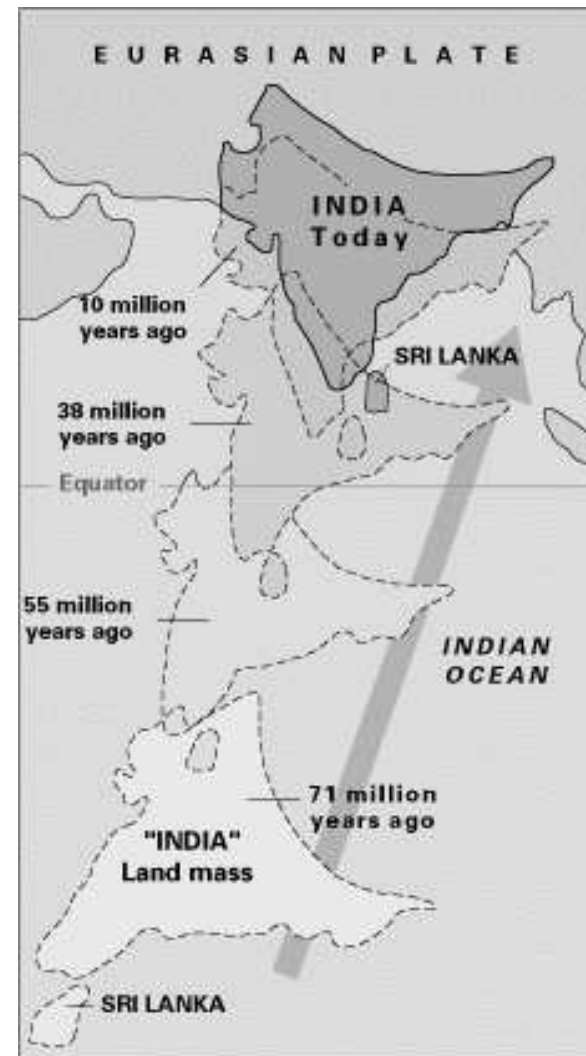 EURASIAN PLATE
INDIA
Today
10 million
years ago
SRI LANKA
38 million
years ago
Equator
55 million
years ago
INDIAN
OCEAN
71 million
years ago
"INDIA"
Land mass
SRI LANKA